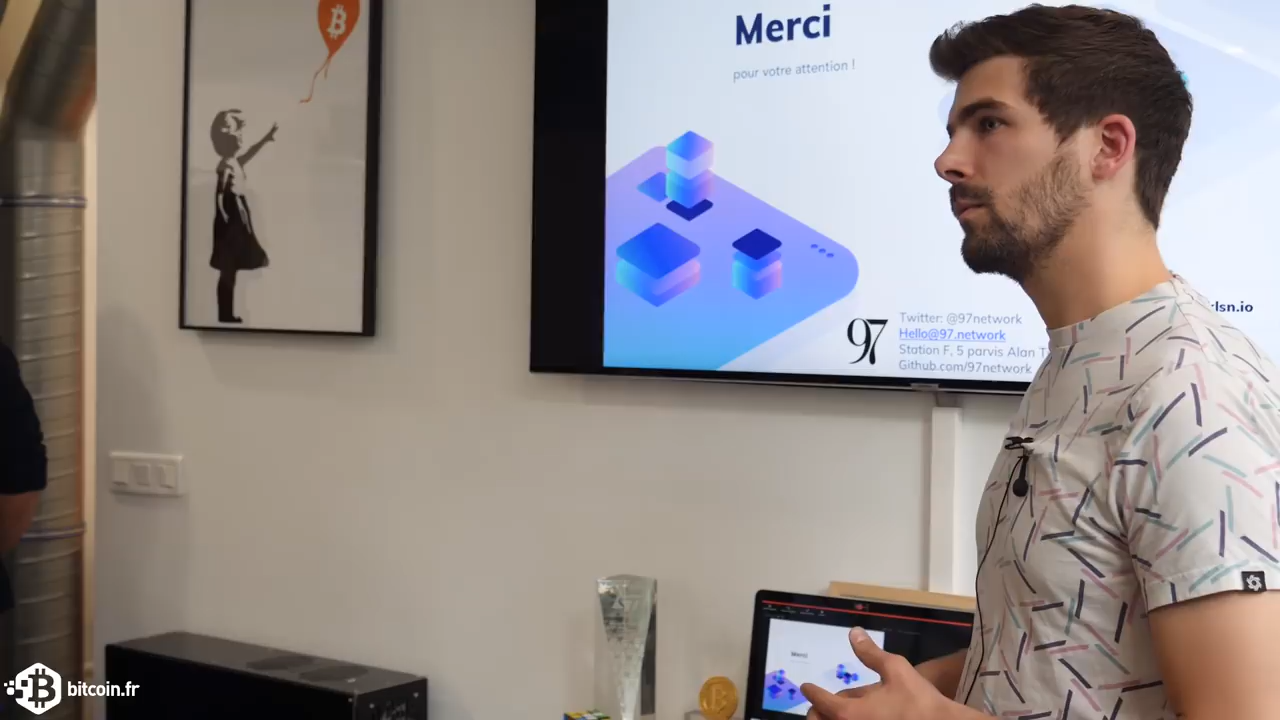 Merci
pour votre attention !
97
Twitter: @97network
Hello@97.network
Station F, 5 parvis Alan T
Github.com/97network
rlsn.io
Merci
bitcoin.fr